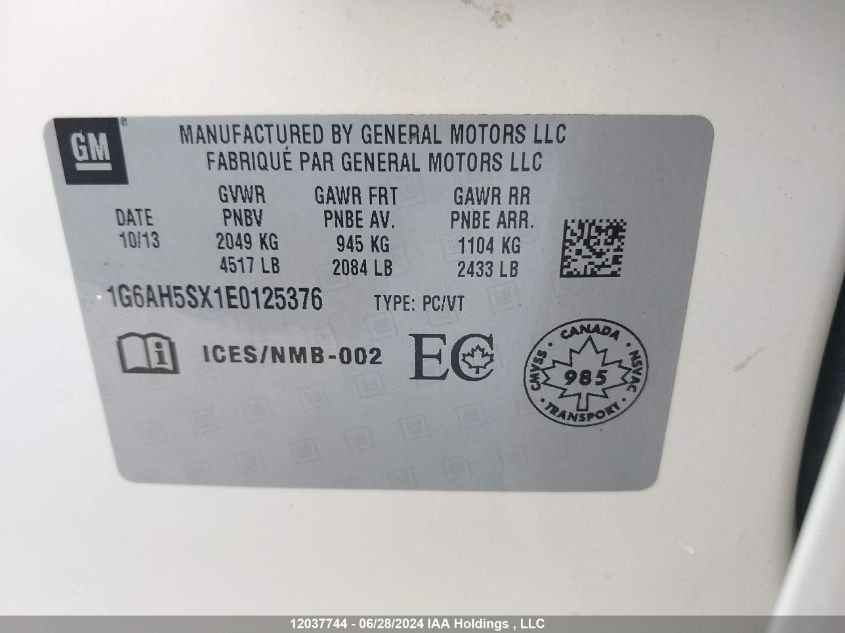 GM
MANUFACTURED BY GENERAL MOTORS LLC
FABRIQUÉ PAR GENERAL MOTORS LLC
GVWR GAWR FRT GAWR RR
DATE PNBV PNBE AV. PNBE ARR.
10/13 2049 KG 945 KG 1104 KG
4517 LB 2084 LB 2433 LB
1G6AH5SX1E0125376 TYPE: PC/VT
i ICES/NMB-002 EC
CANADA
CMVSS 985 NSVAC
TRANSPORT
12037744 - 06/28/2024 IAA Holdings , LLC